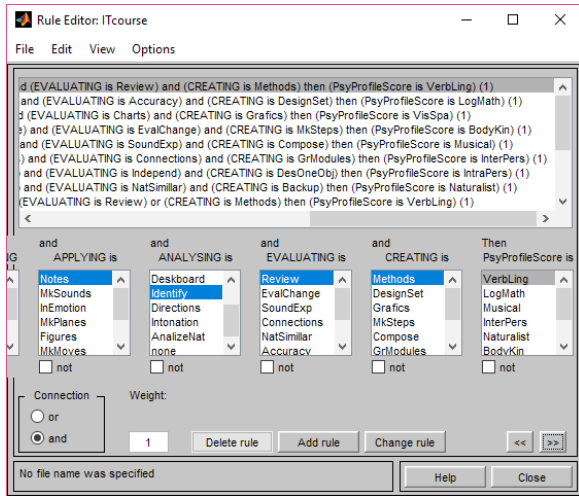 Rule Editor: ITcourse
File Edit View Options
d (EVALUATING is Review) and (CREATING is Methods) then (PsyProfileScore is VerbLing) (1)
and (EVALUATING is Accuracy) and (CREATING is DesignSet) then (PsyProfileScore is LogMath) (1)
d (EVALUATING is Charts) and (CREATING is Grafics) then (PsyProfileScore is VisSpa) (1)
e) and (EVALUATING is EvalChange) and (CREATING is MkSteps) then (PsyProfileScore is BodyKin) (1)
and (EVALUATING is SoundExp) and (CREATING is Compose) then (PsyProfileScore is Musical) (1)
s) and (EVALUATING is Connections) and (CREATING is GrModules) then (PsyProfileScore is InterPers) (1)
) and (EVALUATING is Independ) and (CREATING is DesOneObj) then (PsyProfileScore is IntraPers) (1)
) and (EVALUATING is NatSimillar) and (CREATING is Backup) then (PsyProfileScore is Naturalist) (1)
(EVALUATING is Review) or (CREATING is Methods) then (PsyProfileScore is VerbLing) (1)
and and and and Then
NG APPLYING is ANALYSING is EVALUATING is CREATING is PsyProfileScore is
Notes Deskboard Review Methods VerbLing
MkSounds Identify EvalChange DesignSet LogMath
InEmotion Directions SoundExp Grafics Musical
MkPlanes Intonation Connections MkSteps InterPers
Figures AnalizeNat NatSimillar Compose Naturalist
MkMoves none Accuracy GrModules BodyKin
not not not not not
Connection Weight:
or
and 1 Delete rule Add rule Change rule << >>
No file name was specified Help Close